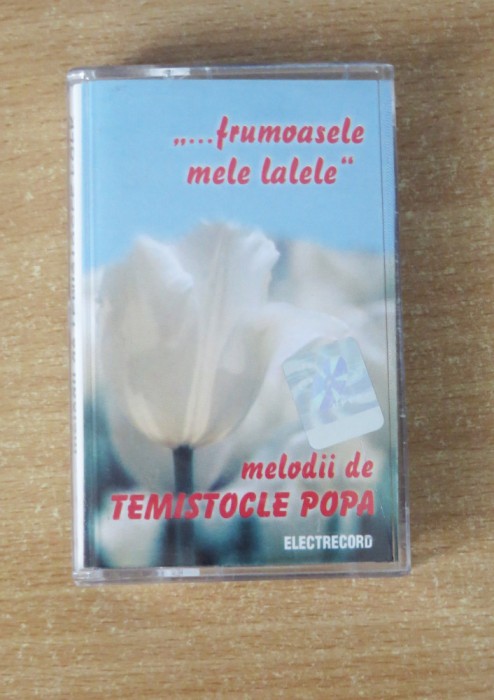 „...frumoasele
mele lalele“
melodii de
TEMISTOCLE POPA
ELECTRECORD